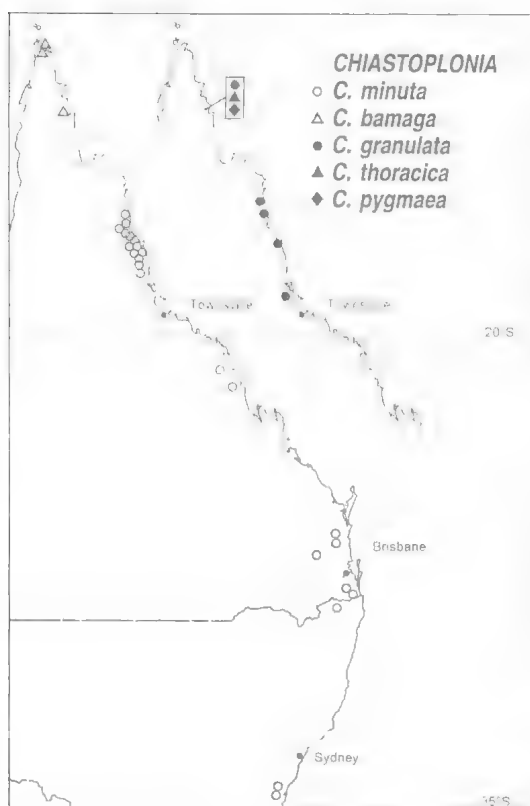 CHIASTOPLONIA
C. minuta
C. bamaga
C. granulata
C. thoracica
C. pygmaea
20 S
Brisbane
Sydney